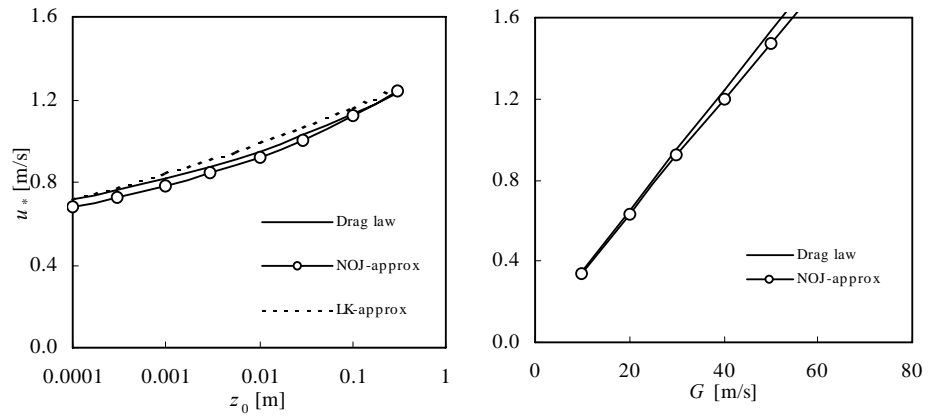 1.6
1.2
0.8
0.4
0.0
u* [m/s]
0.0001
0.001
0.01
0.1
1
z0 [m]
Drag law
NOJ-approx
LK-approx
1.6
1.2
0.8
0.4
0.0
0
20
40
60
80
G [m/s]
Drag law
NOJ-approx